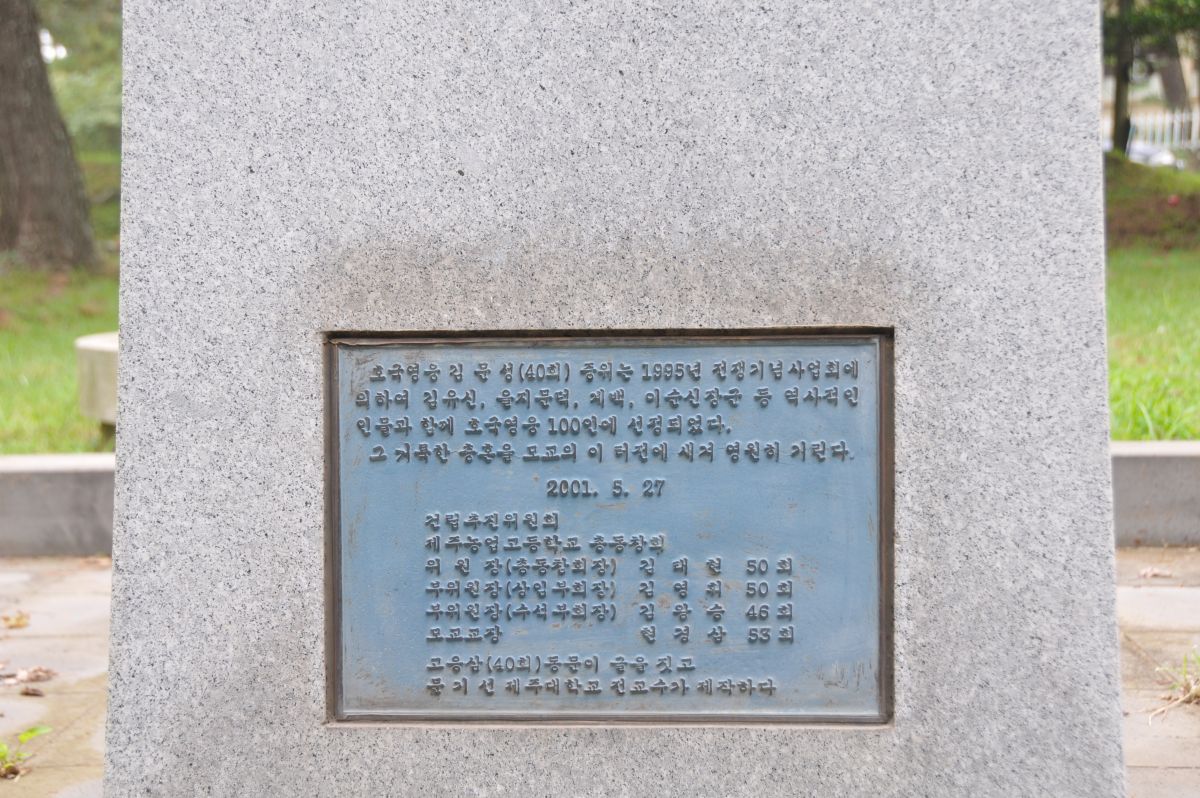 호국영웅 김 문 성(40회) 중위는 1995년 전쟁기념사업회에
의하여 김유신, 을지문덕, 계백, 이순신장군 등 역사적인
인물과 함께 호국영웅 100인에 선정되었다.
그 거룩한 충혼을 모교의 이 터전에 새겨 영원히 기린다.
2001. 5. 27
건립추진위원회
제주농업고등학교 총동창회
위 원 장(총동창회장) 김 대 현 50회
부위원장(상업부회장) 김 영 휘 50회
부위원장(수석부회장) 김 왕 승 46회
모교교장 현 경 삼 53회
고응삼(40회)동문이 글을 짓고
문 기 선 제주대학교 전교수가 제작하다